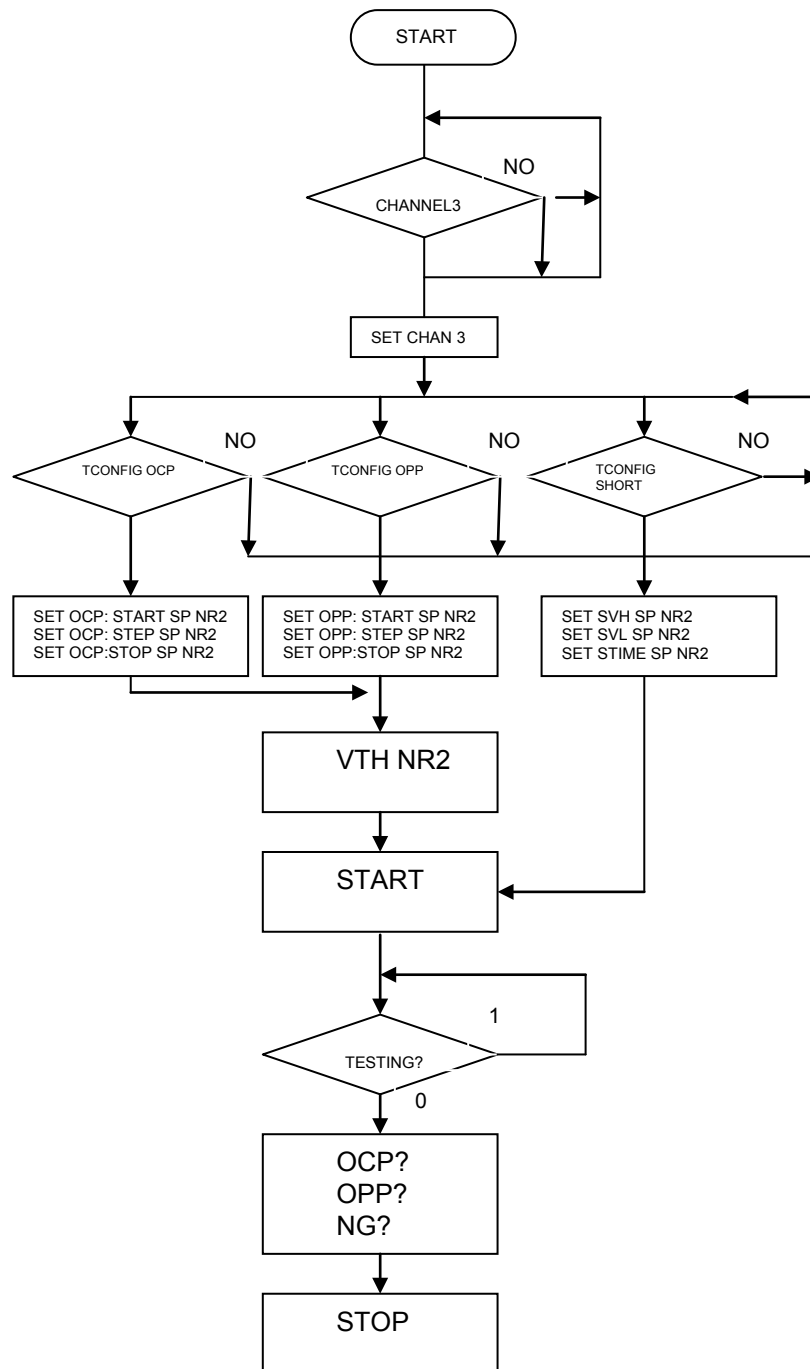 START
NO
CHANNEL3
SET CHAN 3
NO
NO
NO
TCONFIG OCP
TCONFIG OPP
TCONFIG
SHORT
SET OCP: START SP NR2
SET OCP: STEP SP NR2
SET OCP:STOP SP NR2
SET OPP: START SP NR2
SET OPP: STEP SP NR2
SET OPP:STOP SP NR2
SET SVH SP NR2
SET SVL SP NR2
SET STIME SP NR2
VTH NR2
START
1
TESTING?
0
OCP?
OPP?
NG?
STOP